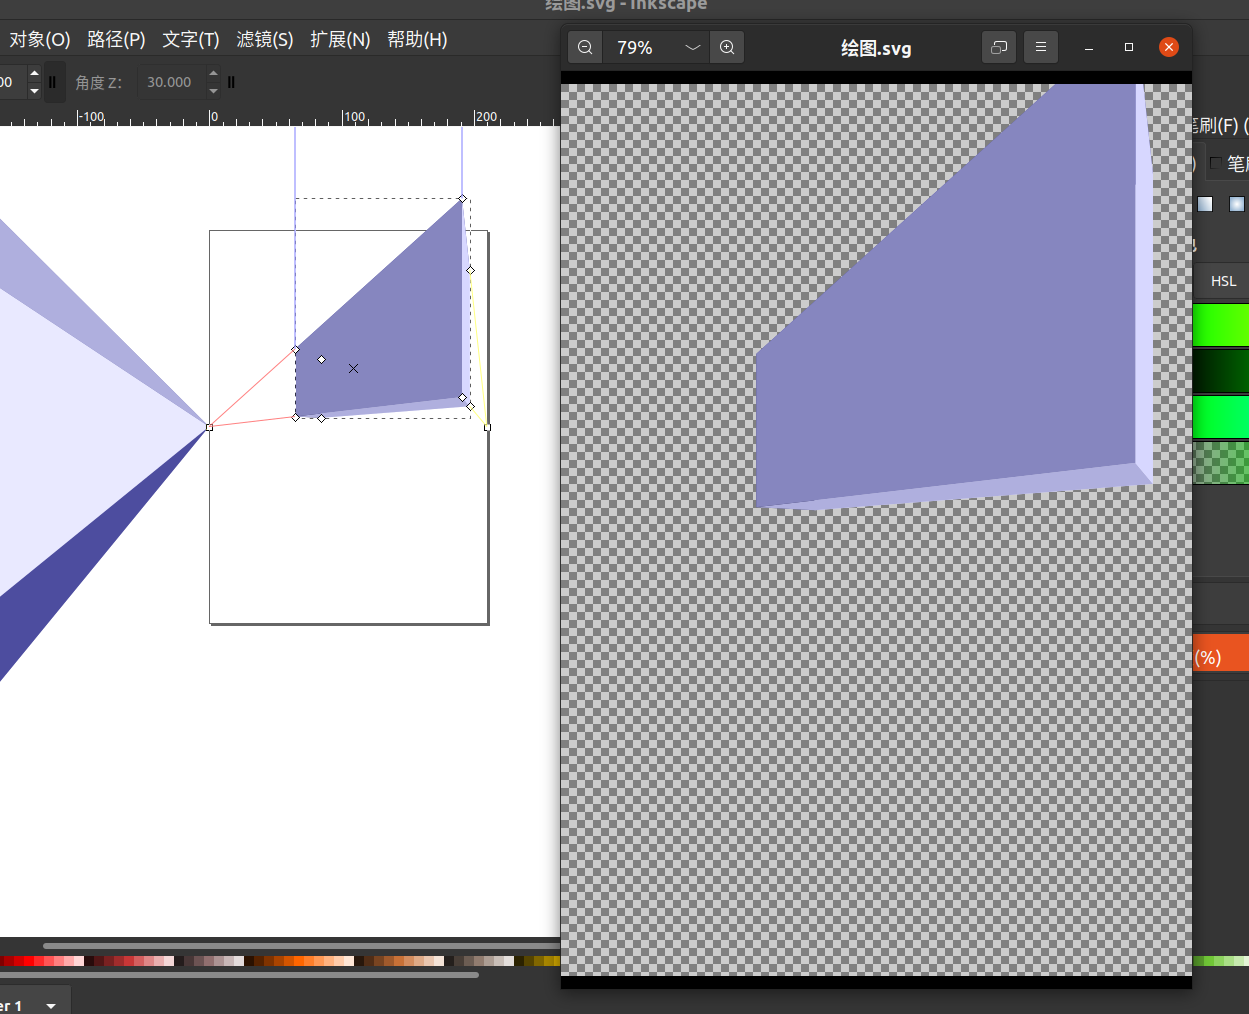 绘图.svg - Inkscape
对象(O) 路径(P) 文字(T) 滤镜(S) 扩展(N) 帮助(H)
79%
绘图.svg
00
角度 Z:
30.000
-100
0
100
200
笔刷(F) (
)
HSL
(%)
er 1